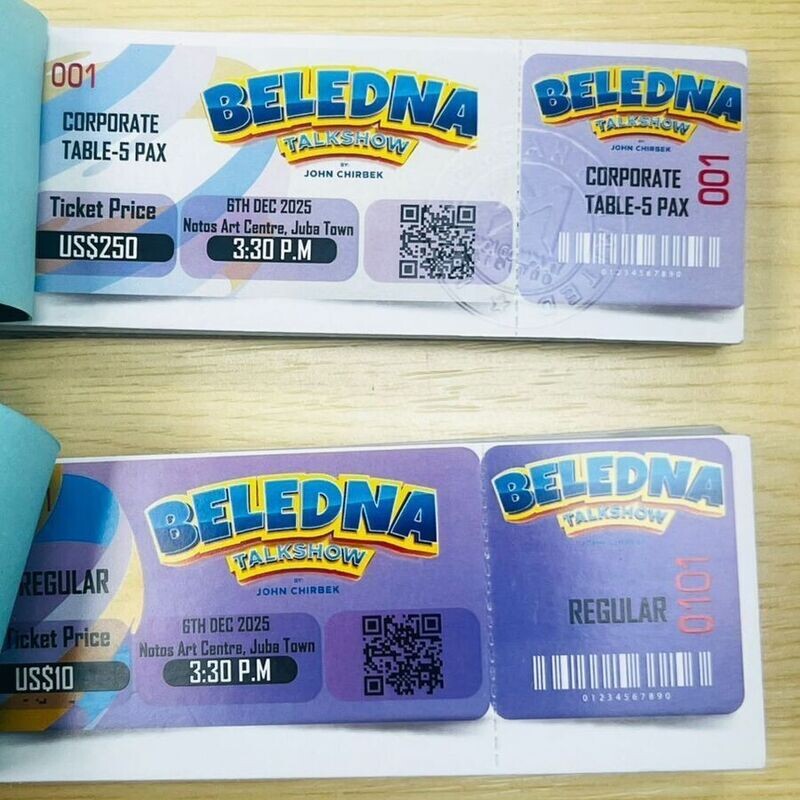 001
CORPORATE
TABLE-5 PAX
BELEDNA
TALKSHOW
BY:
JOHN CHIRBEK
Ticket Price
US$250
6TH DEC 2025
Notos Art Centre, Juba Town
3:30 P.M
BELEDNA
TALKSHOW
BY:
JOHN CHIRBEK
CORPORATE
TABLE-5 PAX
001
01234567890
REGULAR
Ticket Price
US$10
BELEDNA
TALKSHOW
BY:
JOHN CHIRBEK
6TH DEC 2025
Notos Art Centre, Juba Town
3:30 P.M
BELEDNA
TALKSHOW
REGULAR
0101
01234567890